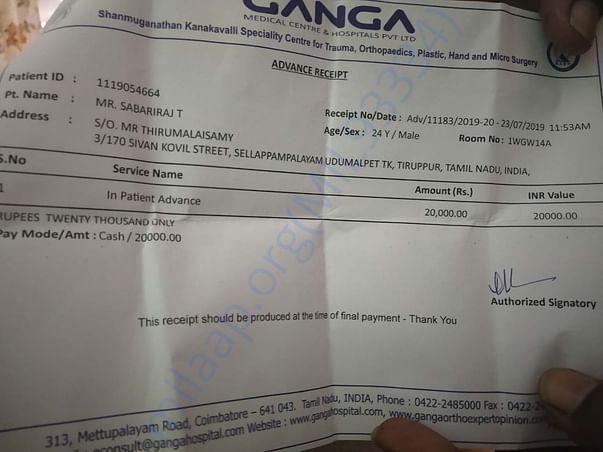 GANGA
MEDICAL CENTRE & HOSPITALS PVT LTD
Shanmuganathan Kanakavalli Speciality Centre for Trauma, Orthopaedics, Plastic, Hand and Micro Surgery
ADVANCE RECEIPT
Patient ID : 1119054664
Pt. Name : MR. SABARIRAJ T
Receipt No/Date : Adv/11183/2019-20 - 23/07/2019 11:53AM
Address : S/O. MR THIRUMALAISAMY
Age/Sex : 24 Y / Male Room No: 1WGW14A
3/170 SIVAN KOVIL STREET, SELLAPPAMPALAYAM UDUMALPET TK, TIRUPPUR, TAMIL NADU, INDIA,
S.No Service Name Amount (Rs.) INR Value
1 In Patient Advance 20,000.00 20000.00
RUPEES TWENTY THOUSAND ONLY
Pay Mode/Amt : Cash / 20000.00
Authorized Signatory
This receipt should be produced at the time of final payment - Thank You
313, Mettupalayam Road, Coimbatore – 641 043. Tamil Nadu, INDIA, Phone : 0422-2485000 Fax : 0422-2
consult@gangahospital.com Website : www.gangahospital.com, www.gangaorthoexpertopinion.com